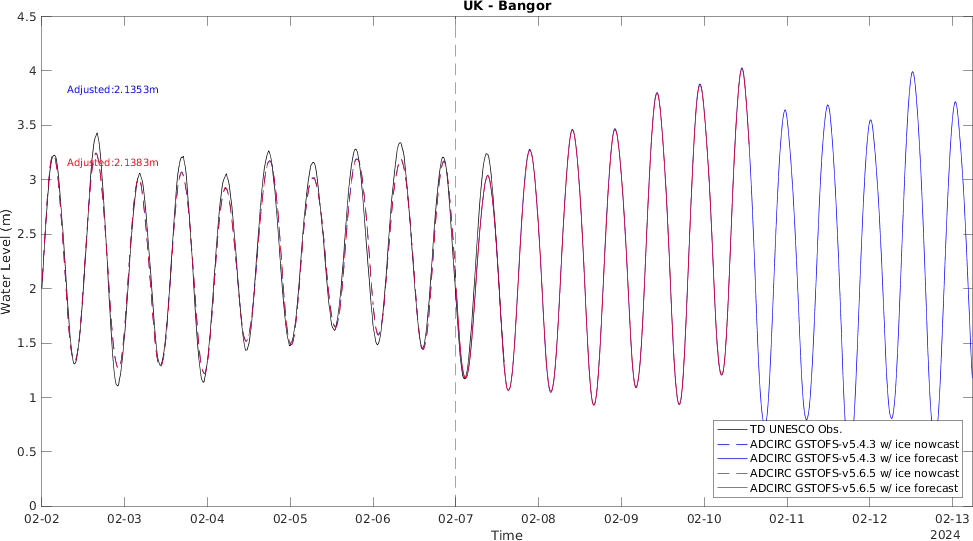 UK - Bangor
4.5
4
3.5
3
2.5
2
1.5
1
0.5
0
Water Level (m)
Adjusted:2.1353m
Adjusted:2.1383m
TD UNESCO Obs.
ADCIRC GSTOFS-v5.4.3 w/ ice nowcast
ADCIRC GSTOFS-v5.4.3 w/ ice forecast
ADCIRC GSTOFS-v5.6.5 w/ ice nowcast
ADCIRC GSTOFS-v5.6.5 w/ ice forecast
02-02 02-03 02-04 02-05 02-06 02-07 02-08 02-09 02-10 02-11 02-12 02-13
Time
2024